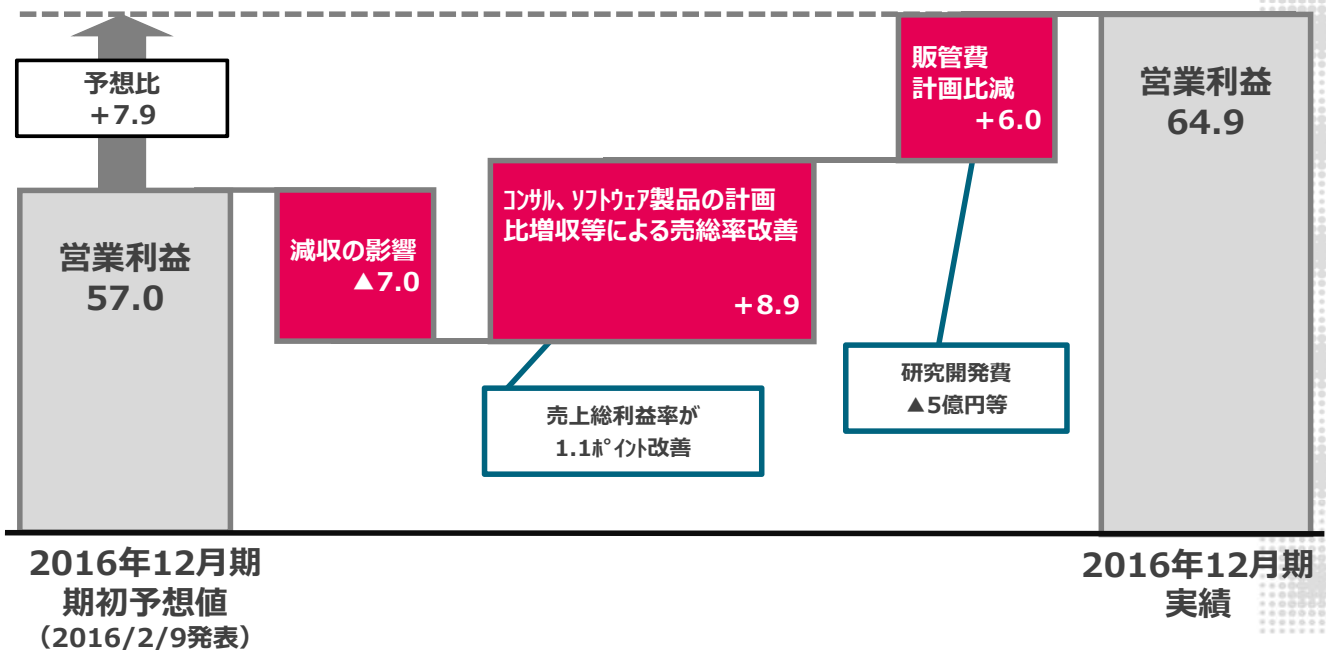 予想比
+7.9
営業利益
57.0
減収の影響
▲7.0
ｺﾝｻﾙ、ｿﾌﾄｳｪｱ製品の計画
比増収等による売総率改善
+8.9
販管費
計画比減
+6.0
営業利益
64.9
売上総利益率が
1.1ﾎﾟｲﾝﾄ改善
研究開発費
▲5億円等
2016年12月期
期初予想値
（2016/2/9発表）
2016年12月期
実績